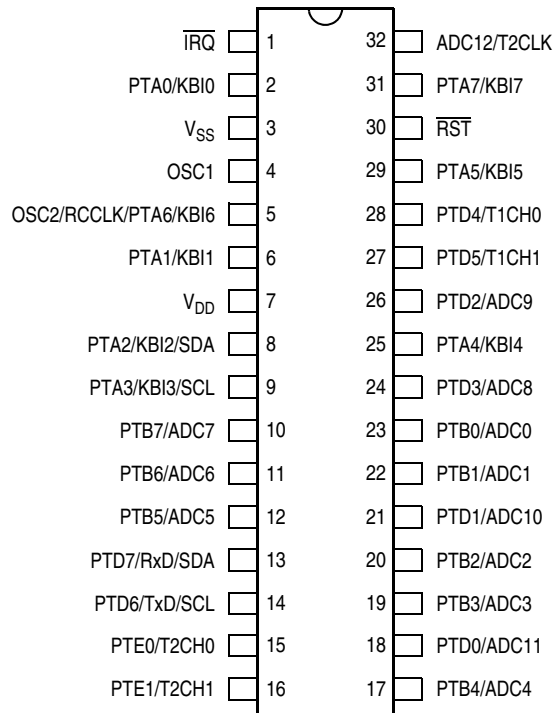 IRQ 1 32 ADC12/T2CLK
PTA0/KBI0 2 31 PTA7/KBI7
VSS 3 30 RST
OSC1 4 29 PTA5/KBI5
OSC2/RCCLK/PTA6/KBI6 5 28 PTD4/T1CH0
PTA1/KBI1 6 27 PTD5/T1CH1
VDD 7 26 PTD2/ADC9
PTA2/KBI2/SDA 8 25 PTA4/KBI4
PTA3/KBI3/SCL 9 24 PTD3/ADC8
PTB7/ADC7 10 23 PTB0/ADC0
PTB6/ADC6 11 22 PTB1/ADC1
PTB5/ADC5 12 21 PTD1/ADC10
PTD7/RxD/SDA 13 20 PTB2/ADC2
PTD6/TxD/SCL 14 19 PTB3/ADC3
PTE0/T2CH0 15 18 PTD0/ADC11
PTE1/T2CH1 16 17 PTB4/ADC4